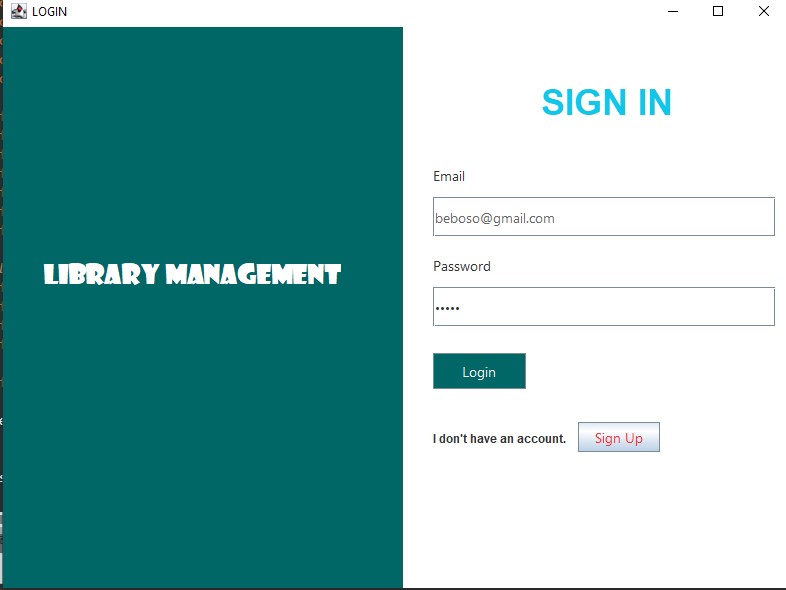 LOGIN
LIBRARY MANAGEMENT
SIGN IN
Email
beboso@gmail.com
Password
•••••
Login
I don't have an account.
Sign Up